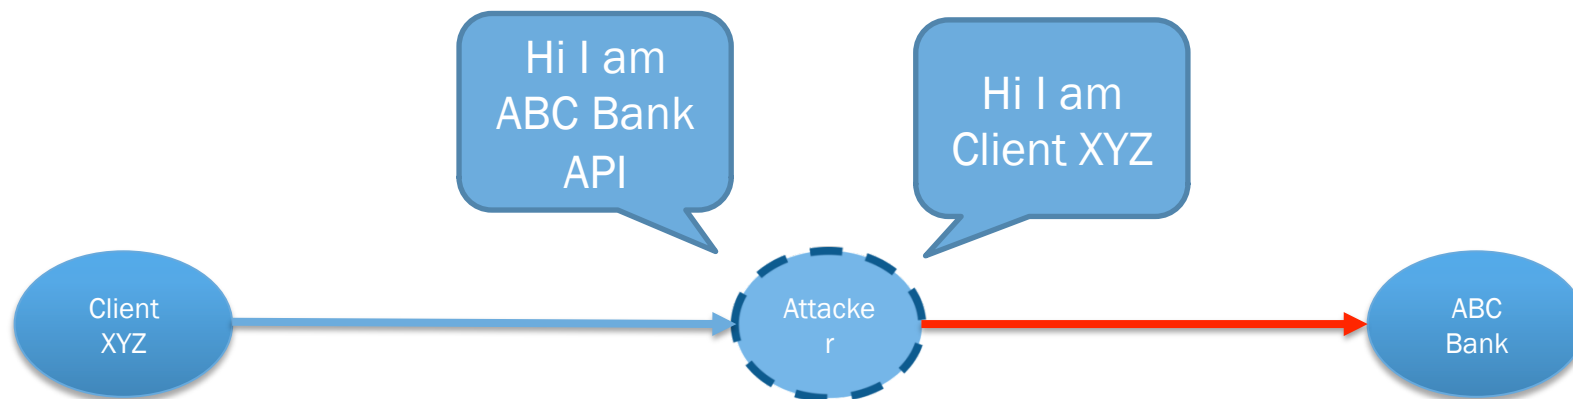 Hi I am
ABC Bank
API
Hi I am
Client XYZ
Client
XYZ
Attacke
r
ABC
Bank